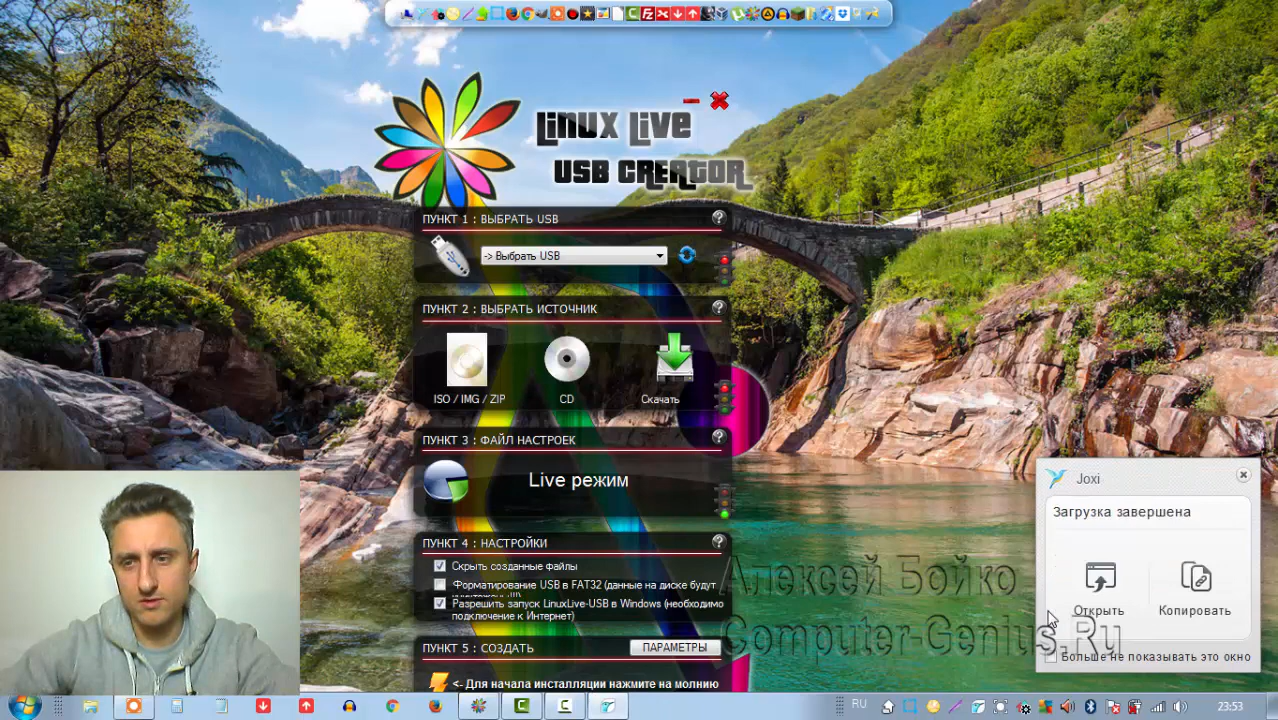 Linux Live
USB CREATOR
ПУНКТ 1 : ВЫБРАТЬ USB
?
-> Выбрать USB
ПУНКТ 2 : ВЫБРАТЬ ИСТОЧНИК
?
ISO / IMG / ZIP
CD
Скачать
ПУНКТ 3 : ФАЙЛ НАСТРОЕК
?
Live режим
ПУНКТ 4 : НАСТРОЙКИ
?
Скрыть созданные файлы
Форматирование USB в FAT32 (данные на диске будут
Разрешить запуск LinuxLive-USB в Windows (необходимо
подключение к Интернет)
ПУНКТ 5 : СОЗДАТЬ
ПАРАМЕТРЫ
<- Для начала инсталляции нажмите на молнию
Joxi
Загрузка завершена
Открыть
Копировать
Больше не показывать это окно
Алексей Бойко
Computer-Genius.Ru
RU
23:53